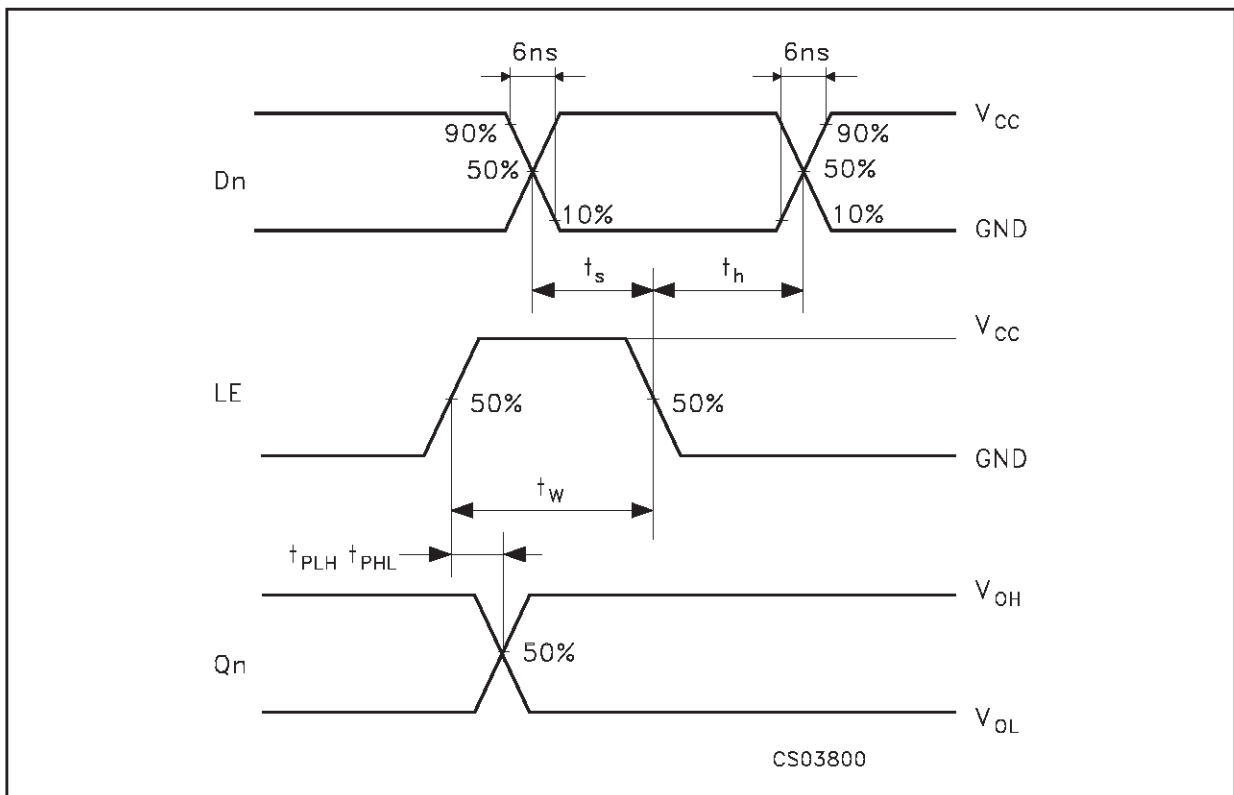 6ns 6ns
V_CC
90% 90%
Dn 50% 50%
10% 10%
GND
t_s t_h
V_CC
LE 50% 50%
GND
t_W
t_PLH t_PHL
V_OH
Qn 50%
V_OL
CS03800